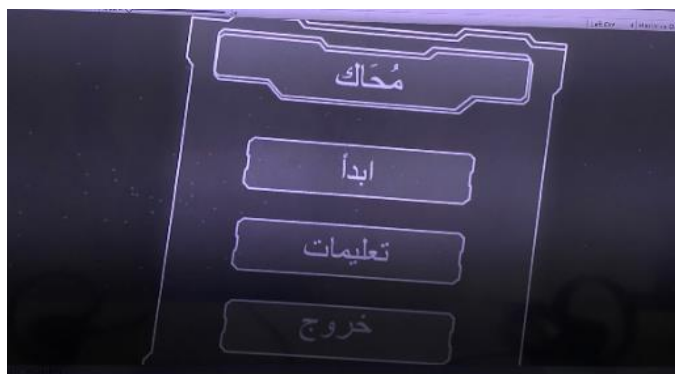 مُحَاك
ابدأ
تعليمات
خروج